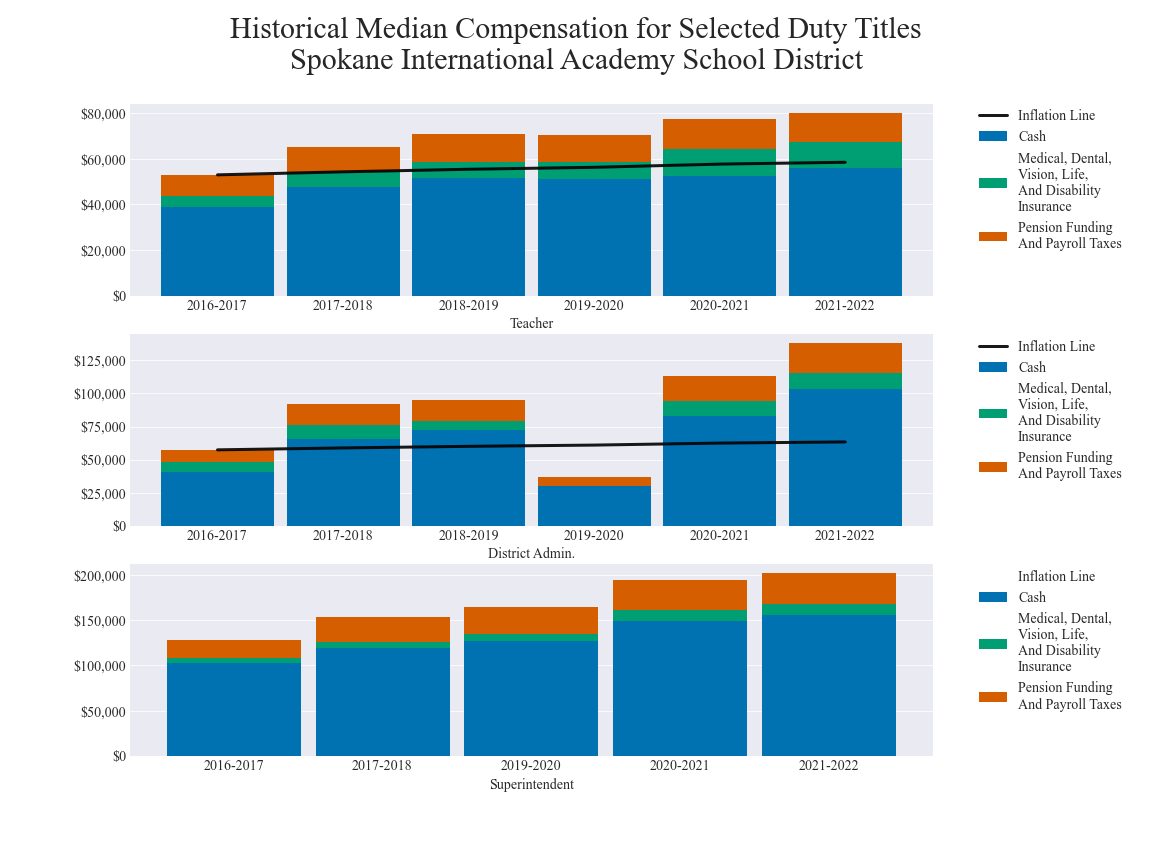 Historical Median Compensation for Selected Duty Titles
Spokane International Academy School District
$80,000
$60,000
$40,000
$20,000
$0
2016-2017
2017-2018
2018-2019
2019-2020
2020-2021
2021-2022
Teacher
Inflation Line
Cash
Medical, Dental,
Vision, Life,
And Disability
Insurance
Pension Funding
And Payroll Taxes
$125,000
$100,000
$75,000
$50,000
$25,000
$0
2016-2017
2017-2018
2018-2019
2019-2020
2020-2021
2021-2022
District Admin.
Inflation Line
Cash
Medical, Dental,
Vision, Life,
And Disability
Insurance
Pension Funding
And Payroll Taxes
$200,000
$150,000
$100,000
$50,000
$0
2016-2017
2017-2018
2019-2020
2020-2021
2021-2022
Superintendent
Inflation Line
Cash
Medical, Dental,
Vision, Life,
And Disability
Insurance
Pension Funding
And Payroll Taxes